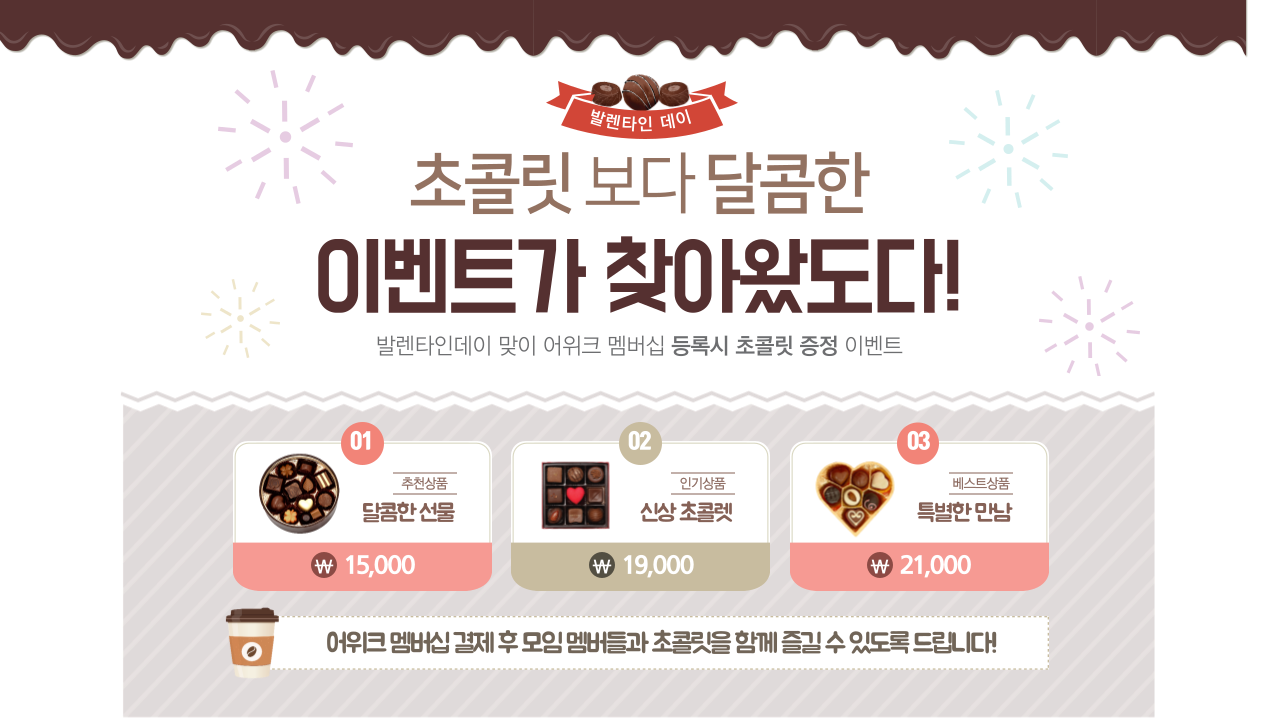 발렌타인 데이
초콜릿 보다 달콤한
이벤트가 찾아왔도다!
발렌타인데이 맞이 어위크 멤버십 등록시 초콜릿 증정 이벤트
01
추천상품
달콤한 선물
₩ 15,000
02
인기상품
신상 초콜렛
₩ 19,000
03
베스트상품
특별한 만남
₩ 21,000
어위크 멤버십 결제 후 모임 멤버들과 초콜릿을 함께 즐길 수 있도록 드립니다!